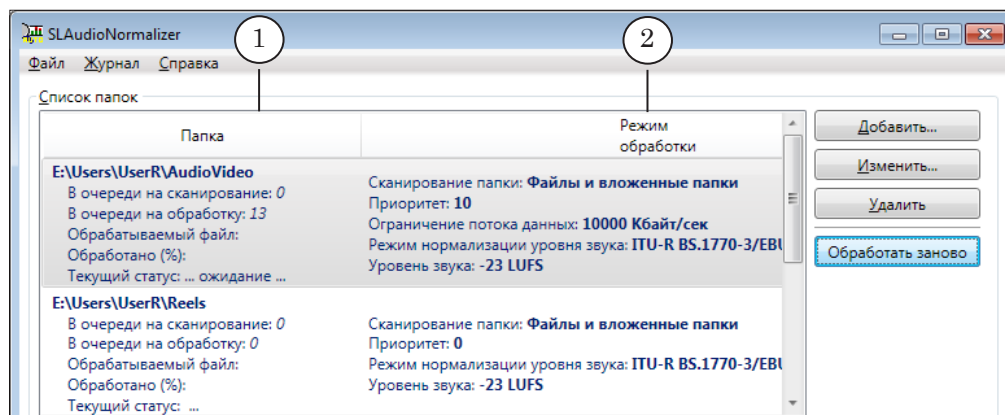 SLAudioNormalizer
1
2
Файл Журнал Справка
Список папок
Папка
Режим
обработки
E:\Users\UserR\AudioVideo
В очереди на сканирование: 0
В очереди на обработку: 13
Обрабатываемый файл:
Обработано (%):
Текущий статус: ... ожидание ...
Сканирование папки: Файлы и вложенные папки
Приоритет: 10
Ограничение потока данных: 10000 Кбайт/сек
Режим нормализации уровня звука: ITU-R BS.1770-3/EBU
Уровень звука: -23 LUFS
E:\Users\UserR\Reels
В очереди на сканирование: 0
В очереди на обработку: 0
Обрабатываемый файл:
Обработано (%):
Текущий статус: ...
Сканирование папки: Файлы и вложенные папки
Приоритет: 0
Режим нормализации уровня звука: ITU-R BS.1770-3/EBU
Уровень звука: -23 LUFS
Добавить...
Изменить...
Удалить
Обработать заново